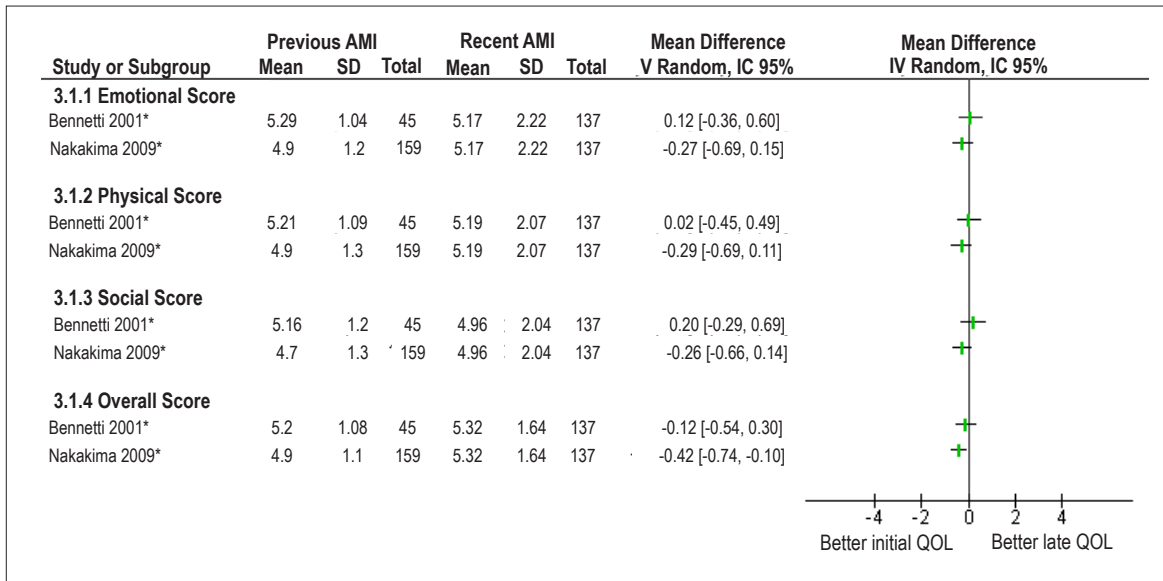 Previous AMI Recent AMI Mean Difference Mean Difference
Study or Subgroup Mean SD Total Mean SD Total V Random, IC 95% IV Random, IC 95%
3.1.1 Emotional Score
Bennetti 2001* 5.29 1.04 45 5.17 2.22 137 0.12 [-0.36, 0.60]
Nakakima 2009* 4.9 1.2 159 5.17 2.22 137 -0.27 [-0.69, 0.15]
3.1.2 Physical Score
Bennetti 2001* 5.21 1.09 45 5.19 2.07 137 0.02 [-0.45, 0.49]
Nakakima 2009* 4.9 1.3 159 5.19 2.07 137 -0.29 [-0.69, 0.11]
3.1.3 Social Score
Bennetti 2001* 5.16 1.2 45 4.96 2.04 137 0.20 [-0.29, 0.69]
Nakakima 2009* 4.7 1.3 159 4.96 2.04 137 -0.26 [-0.66, 0.14]
3.1.4 Overall Score
Bennetti 2001* 5.2 1.08 45 5.32 1.64 137 -0.12 [-0.54, 0.30]
Nakakima 2009* 4.9 1.1 159 5.32 1.64 137 -0.42 [-0.74, -0.10]
-4 -2 0 2 4
Better initial QOL Better late QOL